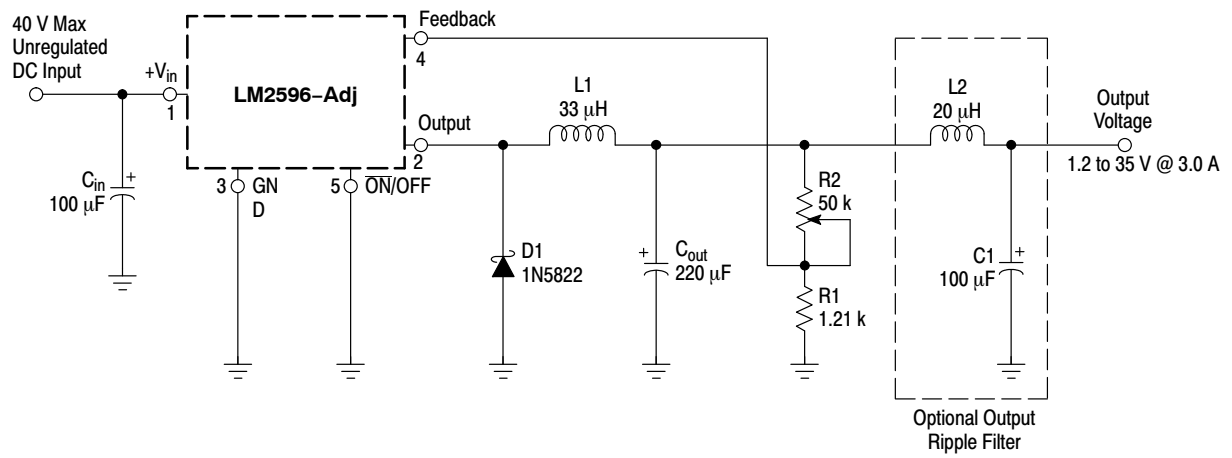 40 V Max
Unregulated
DC Input
+Vin
1
LM2596–Adj
Feedback
4
Output
2
3
GN
D
5
ON/OFF
Cin
100 μF
+
L1
33 μH
D1
1N5822
+
Cout
220 μF
R2
50 k
R1
1.21 k
L2
20 μH
C1
100 μF
+
Output
Voltage
1.2 to 35 V @ 3.0 A
Optional Output
Ripple Filter